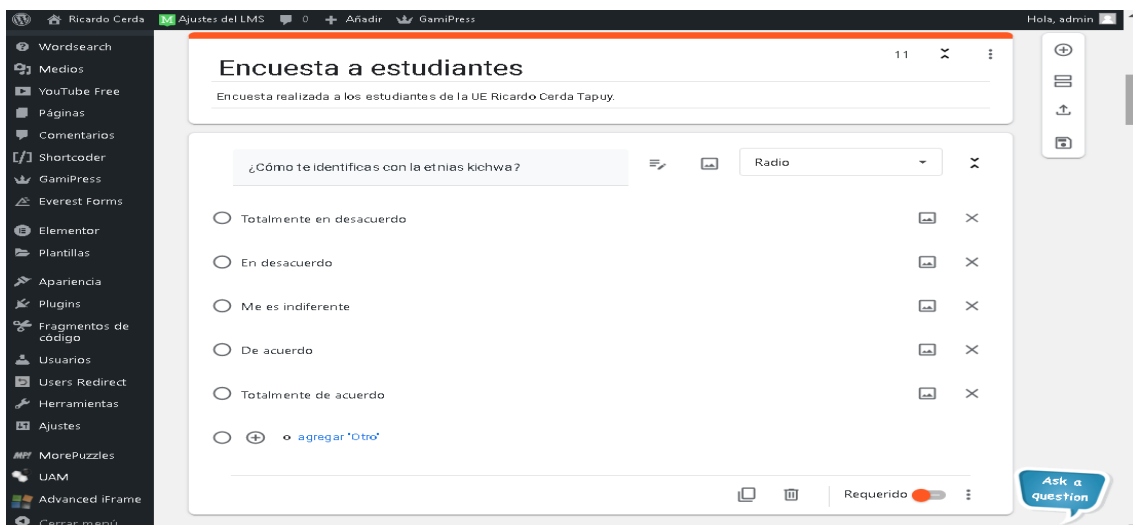 Ricardo Cerda
Ajustes del LMS
0
Añadir
GamiPress
Hola, admin
Wordsearch
Medios
YouTube Free
Páginas
Comentarios
[/] Shortcoder
GamiPress
Everest Forms
Elementor
Plantillas
Apariencia
Plugins
Fragmentos de
código
Usuarios
Users Redirect
Herramientas
Ajustes
MP! MorePuzzles
UAM
Advanced iFrame
Cerrar menú
Encuesta a estudiantes
11
Encuesta realizada a los estudiantes de la UE Ricardo Cerda Tapuy.
¿Cómo te identificas con la etnias kichwa?
Radio
Totalmente en desacuerdo
En desacuerdo
Me es indiferente
De acuerdo
Totalmente de acuerdo
o agregar "Otro"
Requerido
Ask a
question